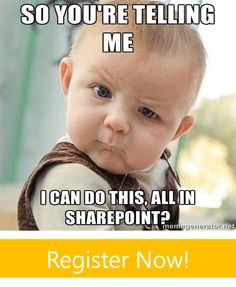 SO YOU'RE TELLING
ME
I CAN DO THIS, ALL IN
SHAREPOINT?
memegenerator.net
Register Now!